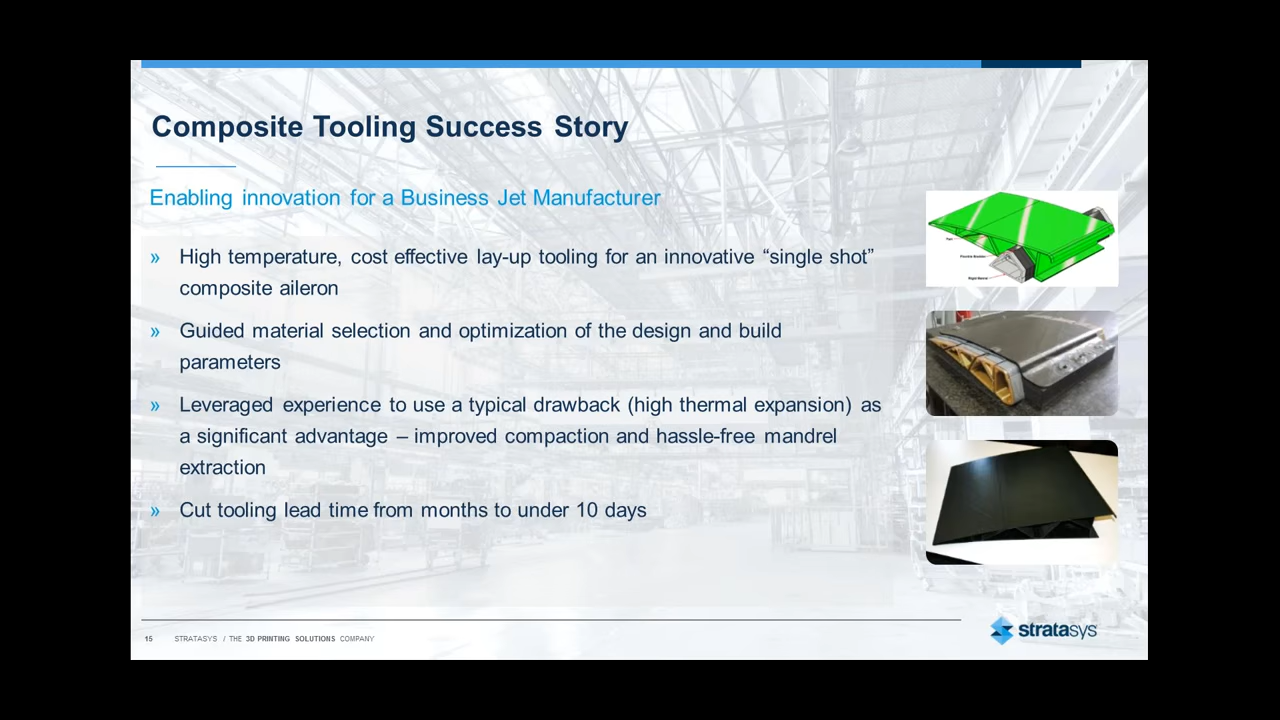 Composite Tooling Success Story
Enabling innovation for a Business Jet Manufacturer
» High temperature, cost effective lay-up tooling for an innovative “single shot”
composite aileron
» Guided material selection and optimization of the design and build
parameters
» Leveraged experience to use a typical drawback (high thermal expansion) as
a significant advantage – improved compaction and hassle-free mandrel
extraction
» Cut tooling lead time from months to under 10 days
15 STRATASYS / THE 3D PRINTING SOLUTIONS COMPANY
stratasys